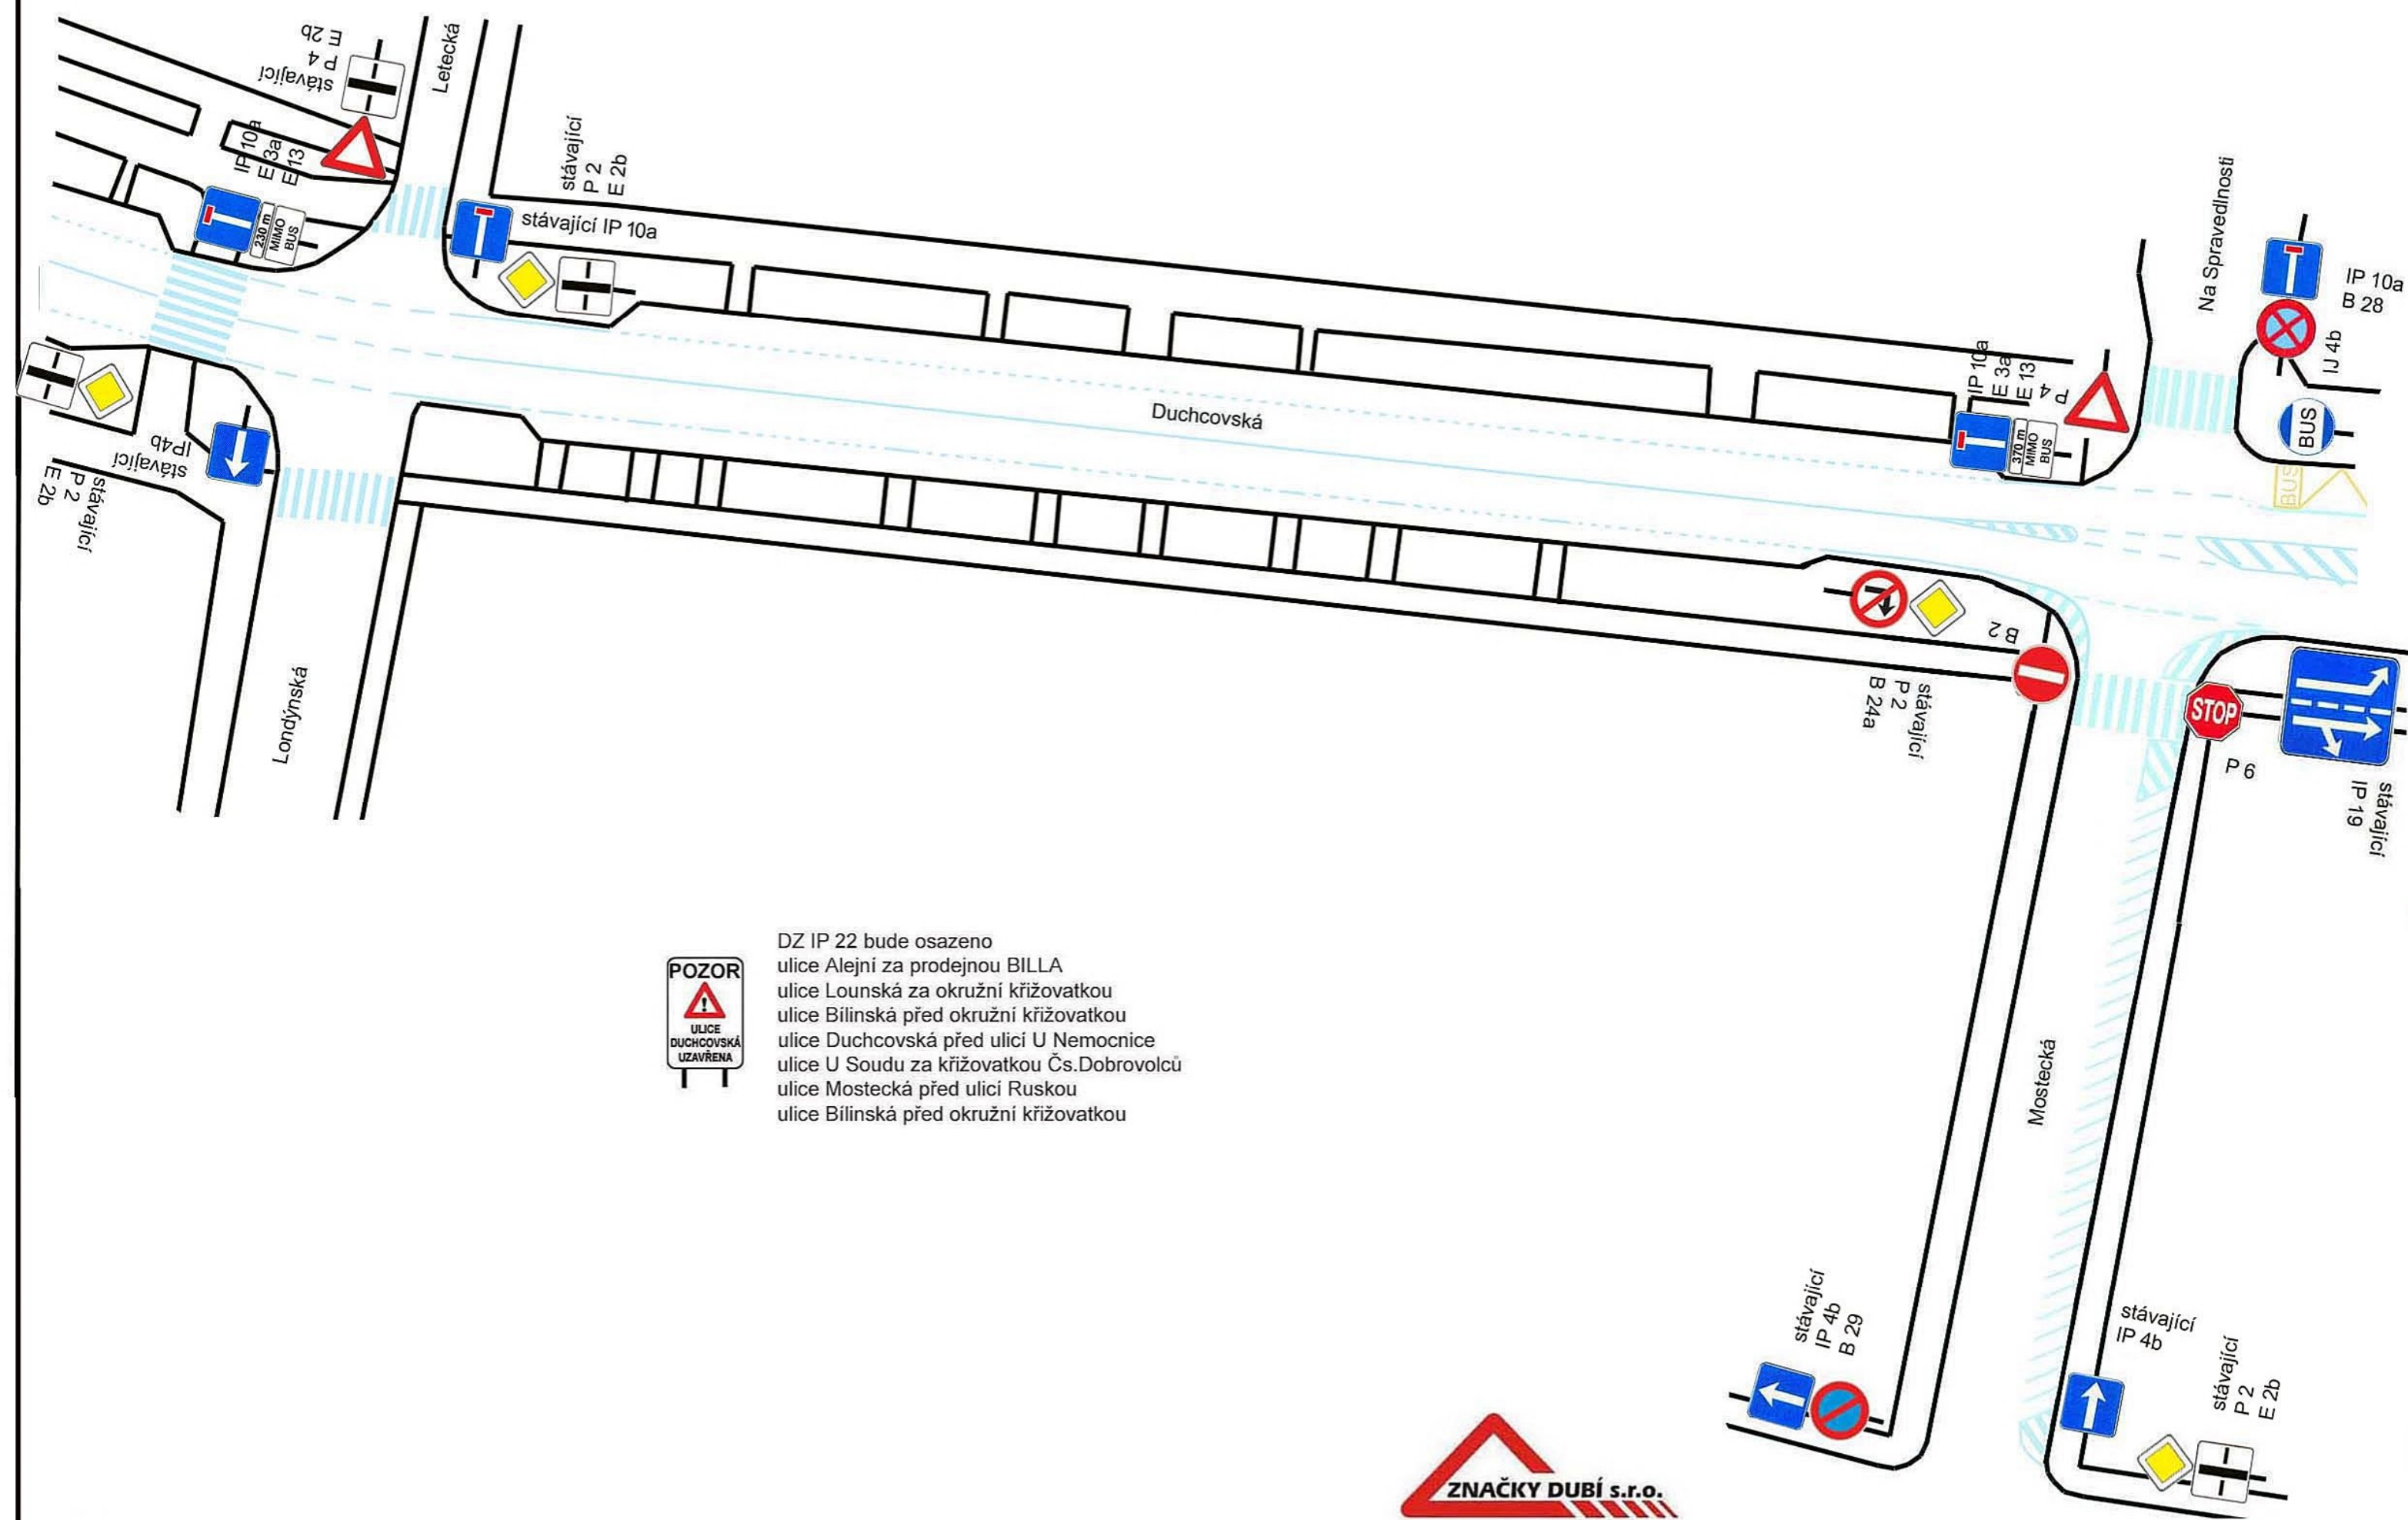 E 2b
P 4
stávající
Letecká
IP 10a
E 3a
E 13
230 m
MIMO
BUS
stávající
P 2
E 2b
stávající IP 10a
stávající
IP4b
stávající
P 2
E 2b
Londýnská
Duchcovská
Na Spravedlnosti
IP 10a
B 28
IJ 4b
BUS
BUS
IP 10a
E 3a
E 13
P 4
370 m
MIMO
BUS
B 2
stávající
P 2
B 24a
STOP
P 6
stávající
IP 19
Mostecká
POZOR
!
ULICE
DUCHCOVSKÁ
UZAVŘENA
DZ IP 22 bude osazeno
ulice Alejní za prodejnou BILLA
ulice Lounská za okružní křižovatkou
ulice Bílinská před okružní křižovatkou
ulice Duchcovská před ulicí U Nemocnice
ulice U Soudu za křižovatkou Čs.Dobrovolců
ulice Mostecká před ulicí Ruskou
ulice Bílinská před okružní křižovatkou
stávající
IP 4b
B 29
stávající
IP 4b
stávající
P 2
E 2b
ZNAČKY DUBÍ s.r.o.